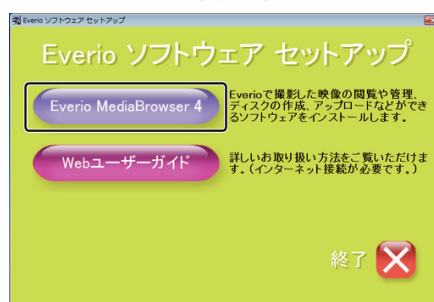 Everio ソフトウェア セットアップ
Everio ソフトウェア セットアップ
Everio MediaBrowser 4
Everioで撮影した映像の閲覧や管理、
ディスクの作成、アップロードなどができ
るソフトウェアをインストールします。
Webユーザーガイド
詳しいお取り扱い方法をご覧いただけま
す。(インターネット接続が必要です。)
終了